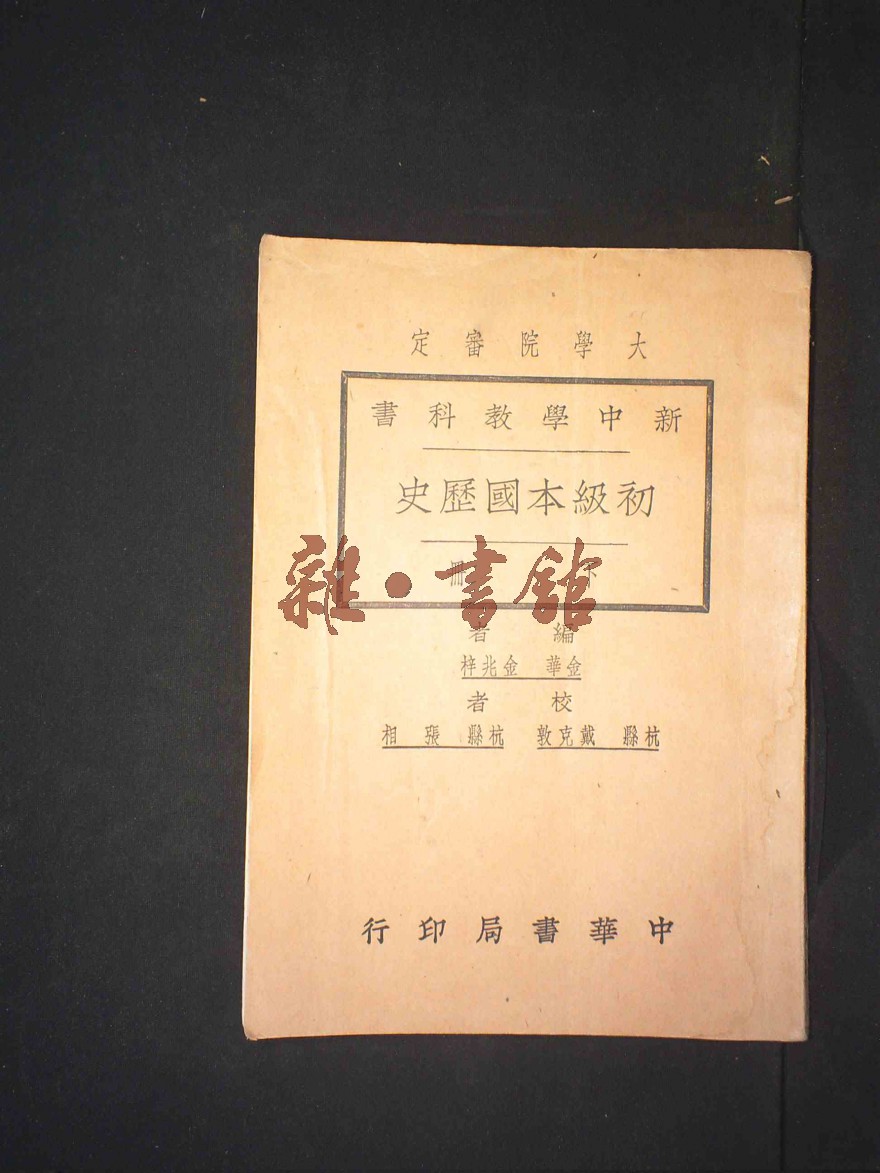 大學院審定
新中學教科書
初級本國歷史
下冊
雜·書館
編者
金華 金兆梓
校者
杭縣 戴克敦 杭縣 張相
中華書局印行